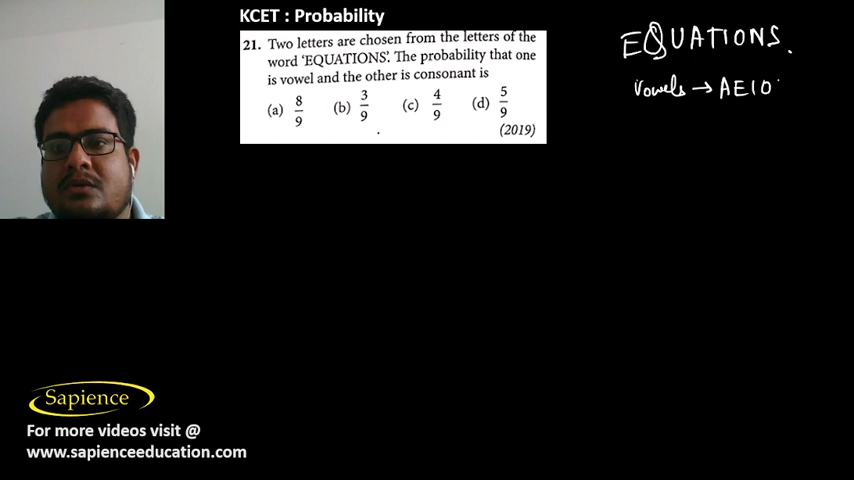 KCET : Probability
21. Two letters are chosen from the letters of the
word 'EQUATIONS'. The probability that one
is vowel and the other is consonant is
(a) 8/9 (b) 3/9 (c) 4/9 (d) 5/9
(2019)
EQUATIONS.
Vowels → AEIO
Sapience
For more videos visit @
www.sapienceeducation.com